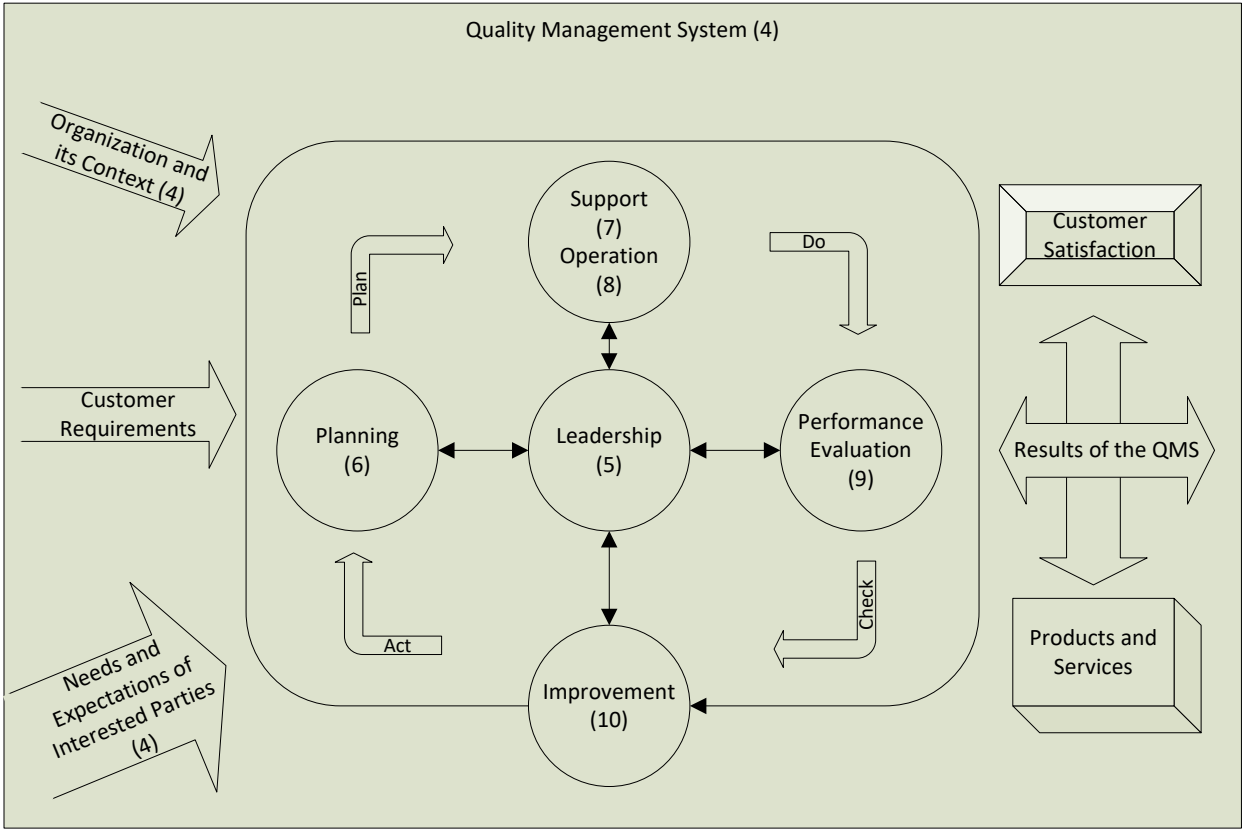 Quality Management System (4)
Organization and
its Context (4)
Customer
Requirements
Needs and
Expectations of
Interested Parties
(4)
Plan
Support
(7)
Operation
(8)
Do
Planning
(6)
Leadership
(5)
Performance
Evaluation
(9)
Act
Check
Improvement
(10)
Customer
Satisfaction
Results of the QMS
Products and
Services